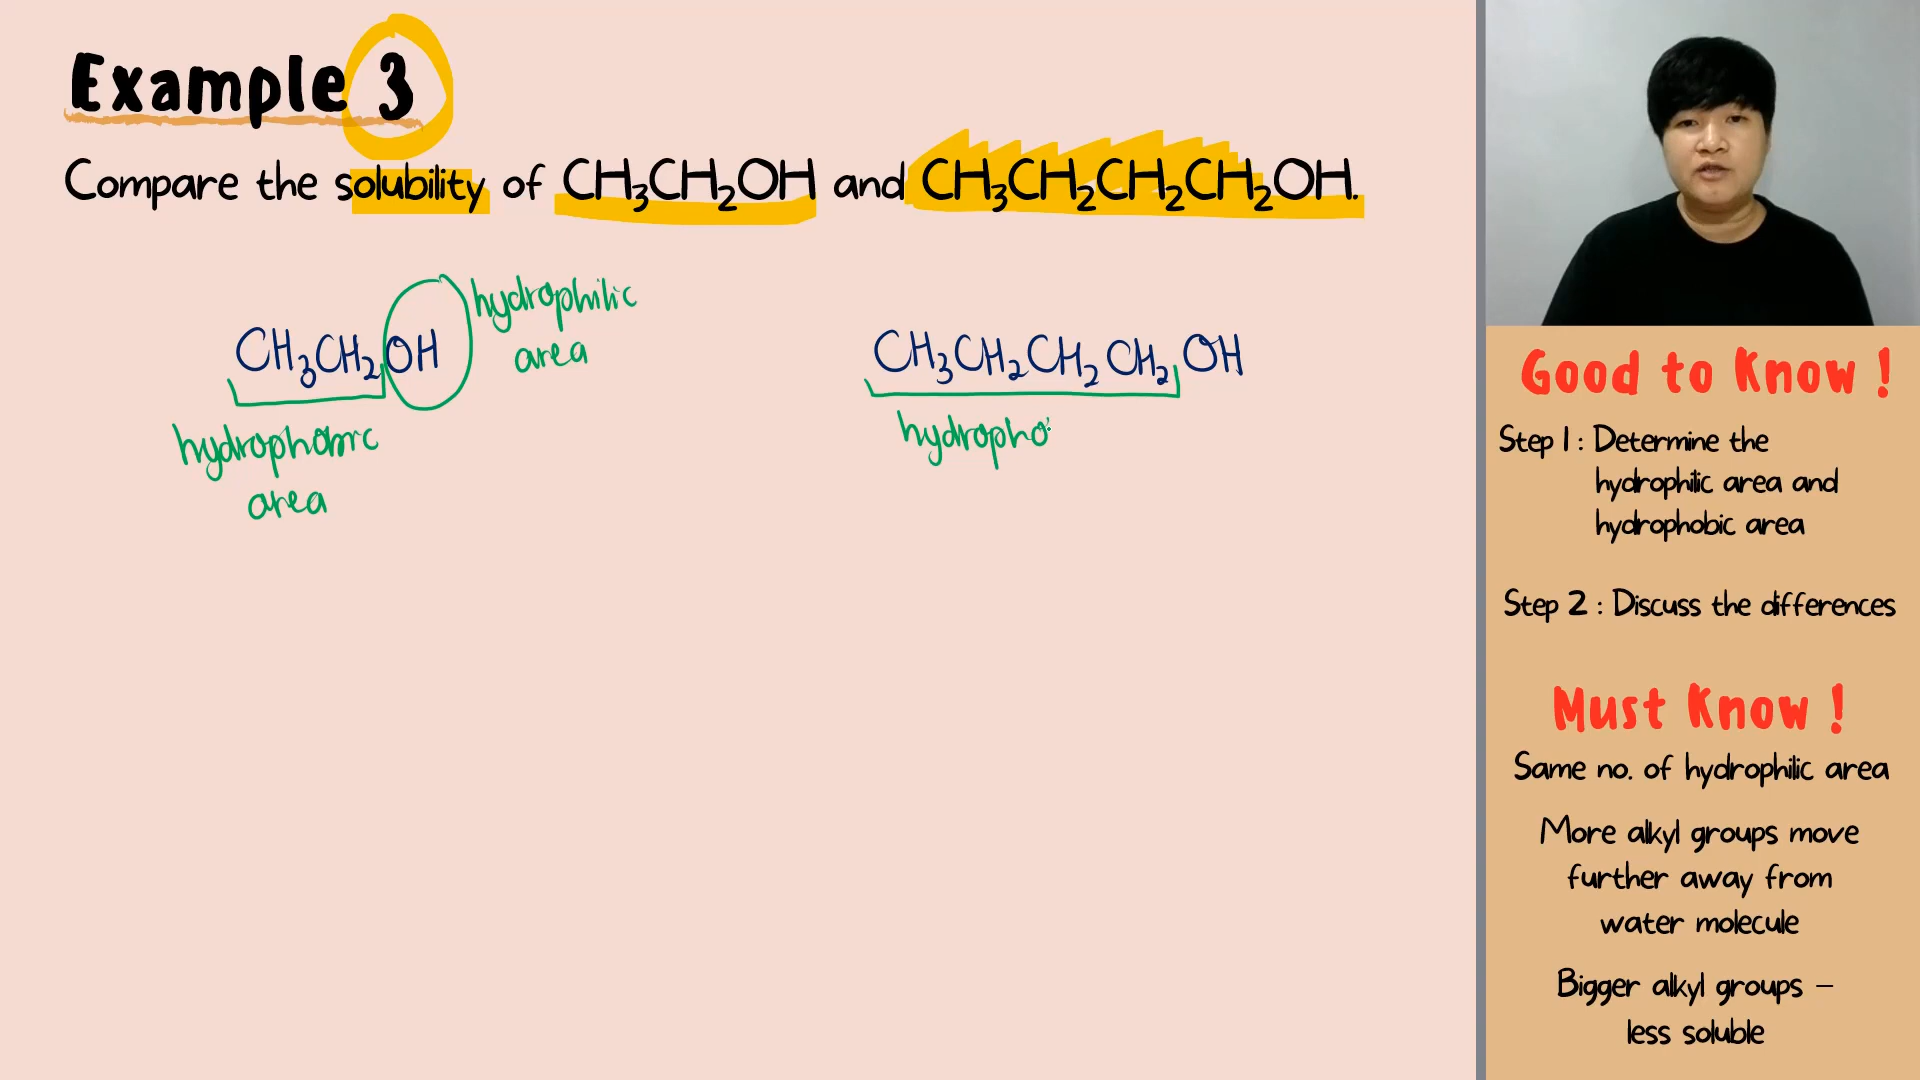 Example 3
Compare the solubility of CH₃CH₂OH and CH₃CH₂CH₂CH₂OH.
CH₃CH₂OH
hydrophilic
area
hydrophobic
area
CH₃CH₂CH₂CH₂OH
hydropho
Good to Know !
Step 1 : Determine the
hydrophilic area and
hydrophobic area
Step 2 : Discuss the differences
Must Know !
Same no. of hydrophilic area
More alkyl groups move
further away from
water molecule
Bigger alkyl groups –
less soluble